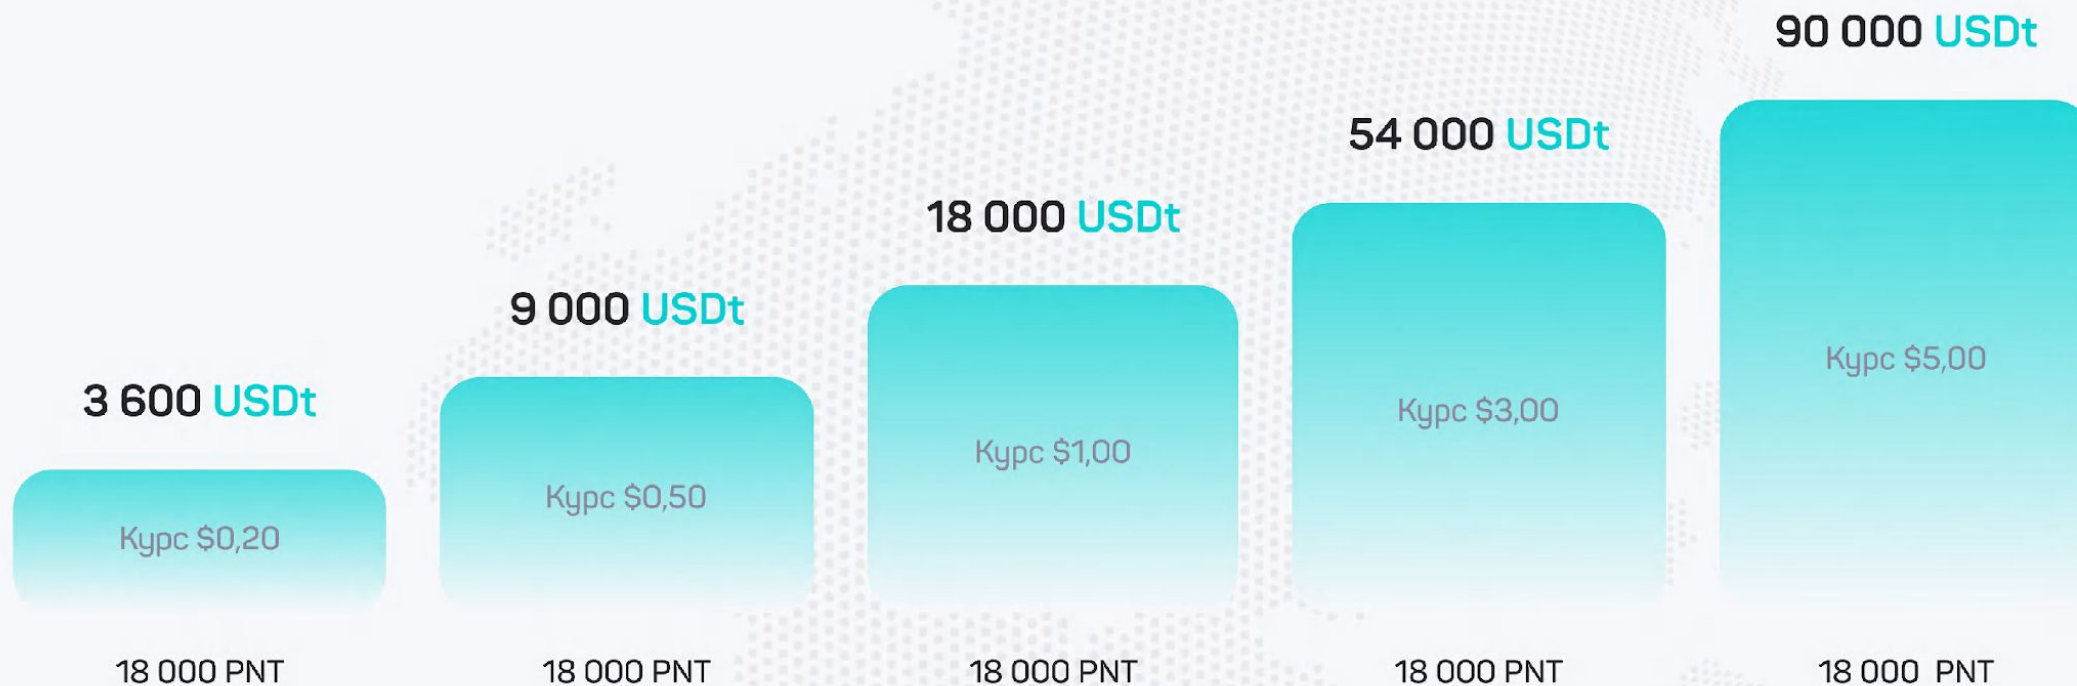 90 000 USDt
54 000 USDt
18 000 USDt
9 000 USDt
3 600 USDt
Курс $5,00
Курс $3,00
Курс $1,00
Курс $0,50
Курс $0,20
18 000 PNT
18 000 PNT
18 000 PNT
18 000 PNT
18 000 PNT